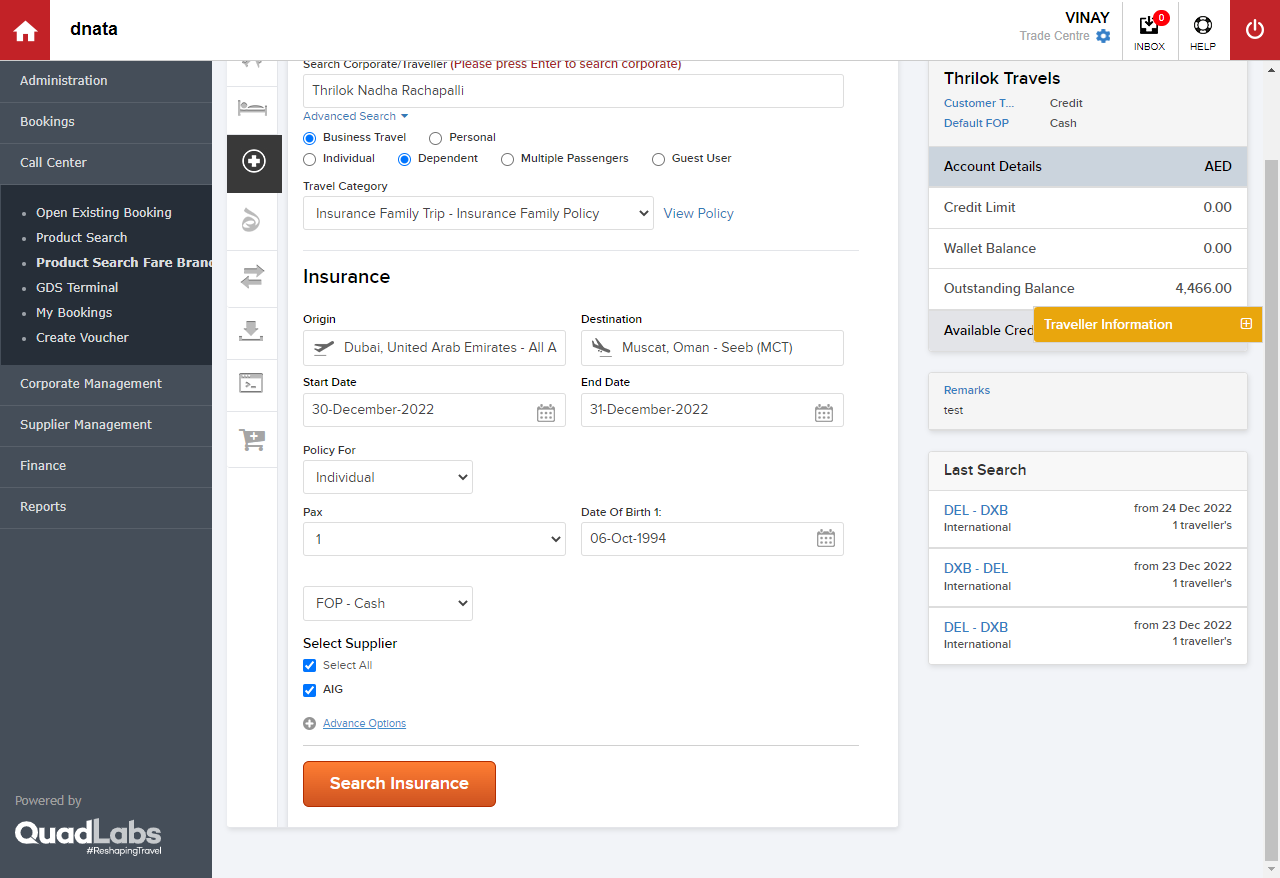 dnata
VINAY
Trade Centre
0
INBOX
HELP
Administration
Bookings
Call Center
Open Existing Booking
Product Search
Product Search Fare Brand
GDS Terminal
My Bookings
Create Voucher
Corporate Management
Supplier Management
Finance
Reports
Powered by
QuadLabs
#ReshapingTravel
Search Corporate/Traveller (Please press Enter to search corporate)
Thrilok Nadha Rachapalli
Advanced Search
Business Travel
Personal
Individual
Dependent
Multiple Passengers
Guest User
Travel Category
Insurance Family Trip - Insurance Family Policy
View Policy
Insurance
Origin
Destination
Dubai, United Arab Emirates - All A
Muscat, Oman - Seeb (MCT)
Start Date
End Date
30-December-2022
31-December-2022
Policy For
Individual
Pax
Date Of Birth 1:
1
06-Oct-1994
FOP - Cash
Select Supplier
Select All
AIG
Advance Options
Search Insurance
Thrilok Travels
Customer T... Credit
Default FOP Cash
Account Details AED
Credit Limit 0.00
Wallet Balance 0.00
Outstanding Balance 4,466.00
Available Cred
Traveller Information
Remarks
test
Last Search
DEL - DXB from 24 Dec 2022
International 1 traveller's
DXB - DEL from 23 Dec 2022
International 1 traveller's
DEL - DXB from 23 Dec 2022
International 1 traveller's